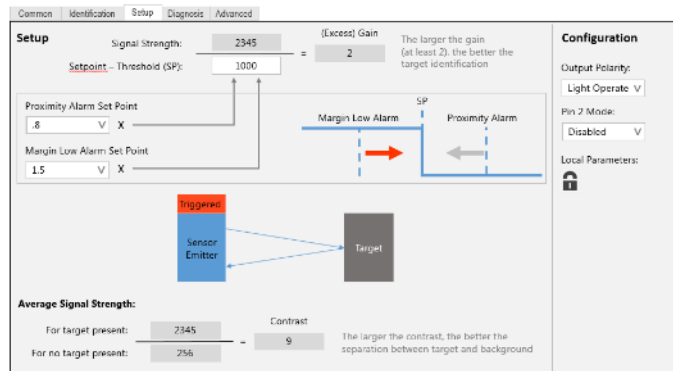 Common Identification Setup Diagnosis Advanced
Setup
Signal Strength: 2345
Setpoint – Threshold (SP): 1000
=
(Excess) Gain
2
The larger the gain
(at least 2), the better the
target identification
Proximity Alarm Set Point
.8 V X
Margin Low Alarm Set Point
1.5 V X
SP
Margin Low Alarm Proximity Alarm
Triggered
Sensor
Emitter
Target
Average Signal Strength:
For target present: 2345
For no target present: 256
=
Contrast
9
The larger the contrast, the better the
separation between target and background
Configuration
Output Polarity:
Light Operate V
Pin 2 Mode:
Disabled V
Local Parameters: